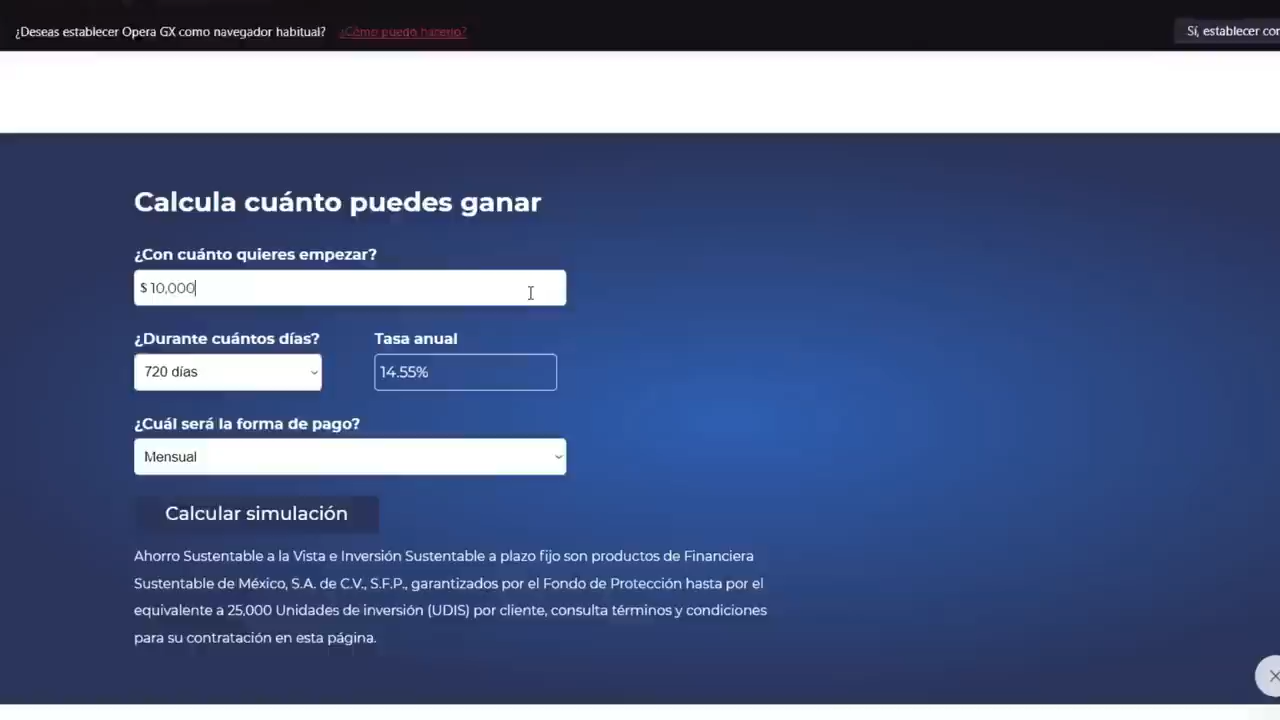 ¿Deseas establecer Opera GX como navegador habitual? ¿Cómo puedo hacerlo? Sí, establecer con
Calcula cuánto puedes ganar
¿Con cuánto quieres empezar?
$ 10,000
¿Durante cuántos días? Tasa anual
720 días 14.55%
¿Cuál será la forma de pago?
Mensual
Calcular simulación
Ahorro Sustentable a la Vista e Inversión Sustentable a plazo fijo son productos de Financiera
Sustentable de México, S.A. de C.V., S.F.P., garantizados por el Fondo de Protección hasta por el
equivalente a 25,000 Unidades de inversión (UDIS) por cliente, consulta términos y condiciones
para su contratación en esta página.